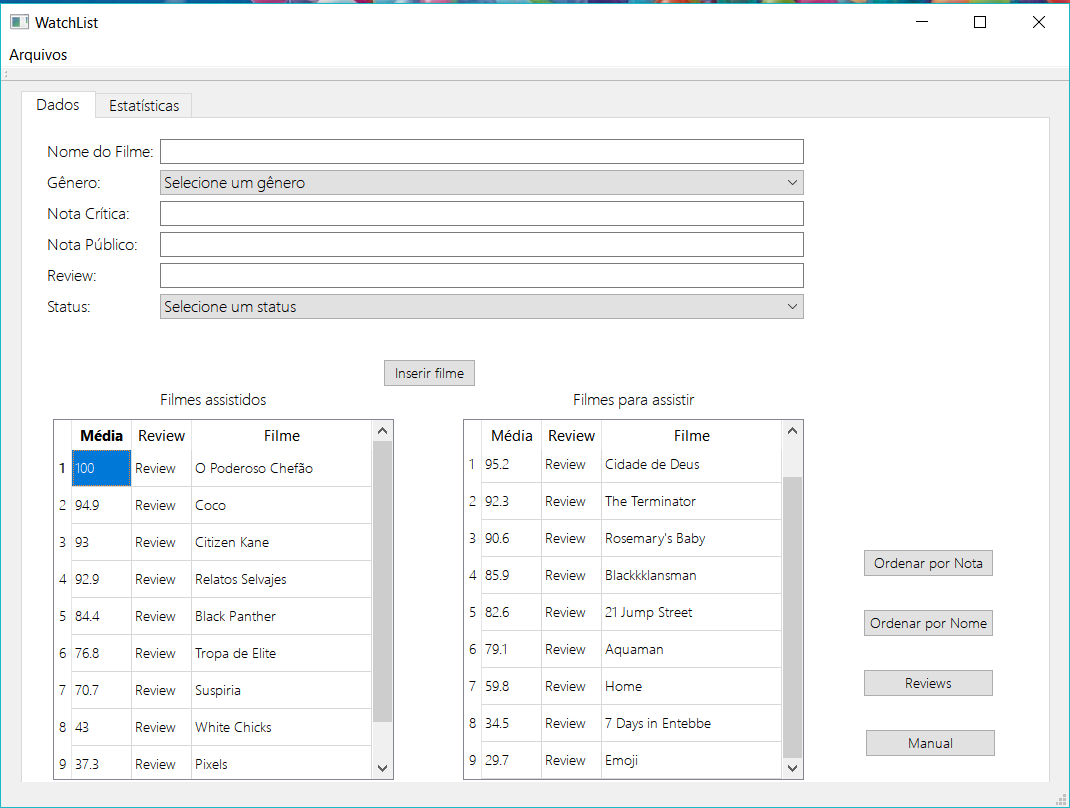 WatchList
Arquivos
Dados Estatísticas
Nome do Filme:
Gênero: Selecione um gênero
Nota Crítica:
Nota Público:
Review:
Status: Selecione um status
Inserir filme
Filmes assistidos
Média Review Filme
1 100 Review O Poderoso Chefão
2 94.9 Review Coco
3 93 Review Citizen Kane
4 92.9 Review Relatos Selvajes
5 84.4 Review Black Panther
6 76.8 Review Tropa de Elite
7 70.7 Review Suspiria
8 43 Review White Chicks
9 37.3 Review Pixels
Filmes para assistir
Média Review Filme
1 95.2 Review Cidade de Deus
2 92.3 Review The Terminator
3 90.6 Review Rosemary's Baby
4 85.9 Review Blackkklansman
5 82.6 Review 21 Jump Street
6 79.1 Review Aquaman
7 59.8 Review Home
8 34.5 Review 7 Days in Entebbe
9 29.7 Review Emoji
Ordenar por Nota
Ordenar por Nome
Reviews
Manual